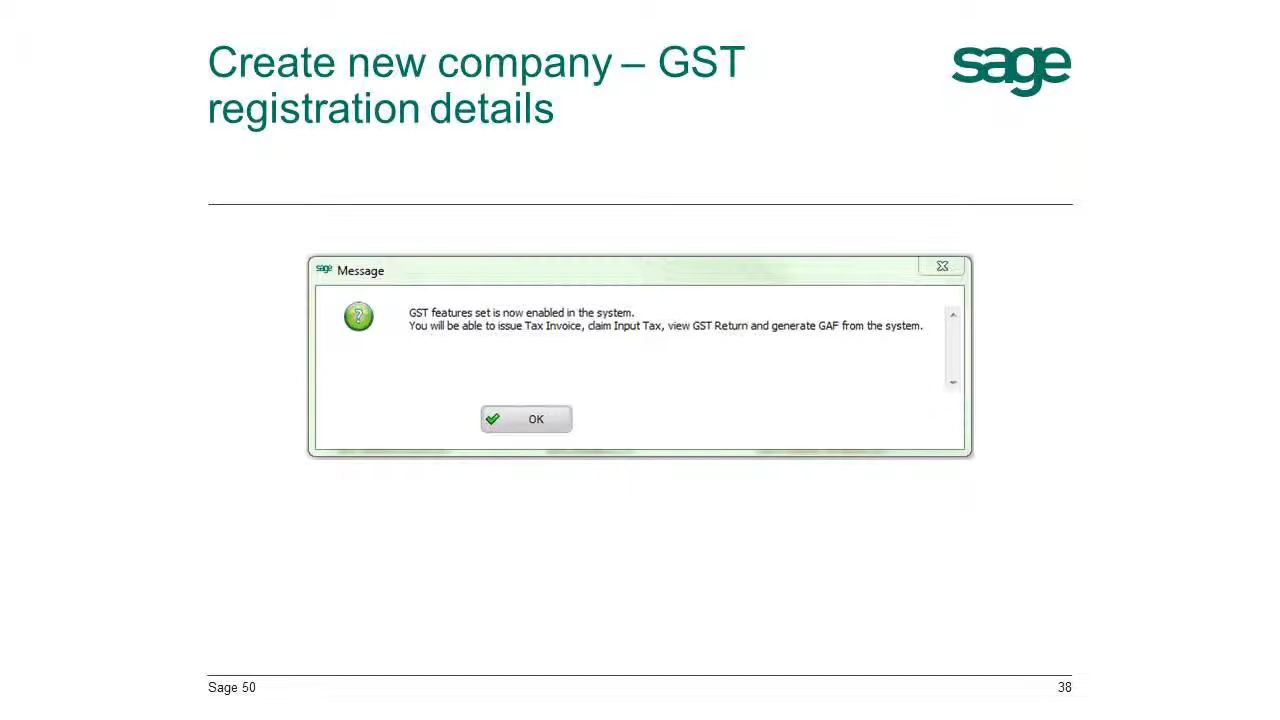 Create new company – GST
registration details
sage
sage Message
?
GST features set is now enabled in the system.
You will be able to issue Tax Invoice, claim Input Tax, view GST Return and generate GAF from the system.
OK
Sage 50
38